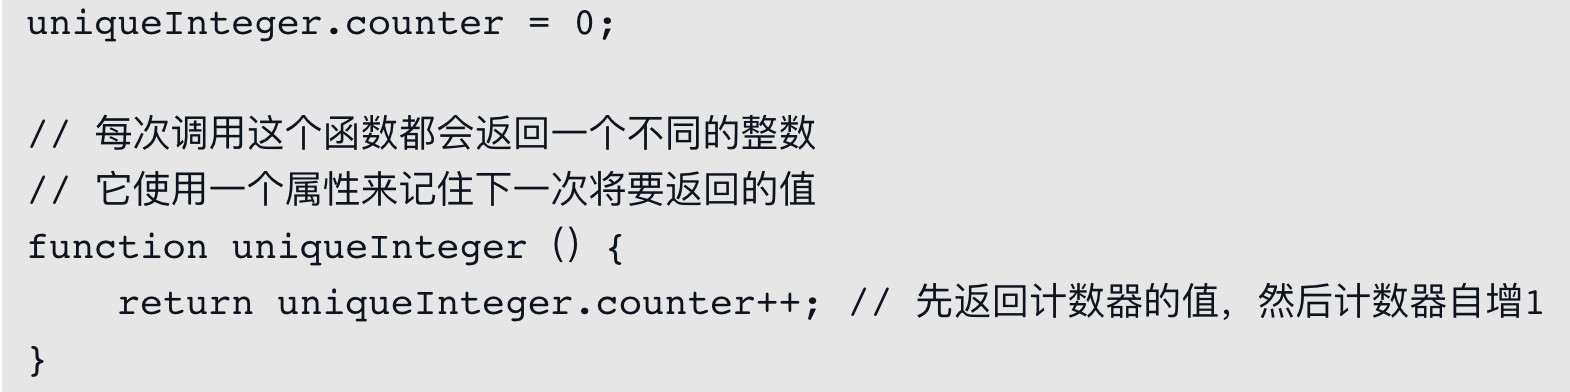 uniqueInteger.counter = 0;
// 每次调用这个函数都会返回一个不同的整数
// 它使用一个属性来记住下一次将要返回的值
function uniqueInteger () {
    return uniqueInteger.counter++; // 先返回计数器的值，然后计数器自增1
}